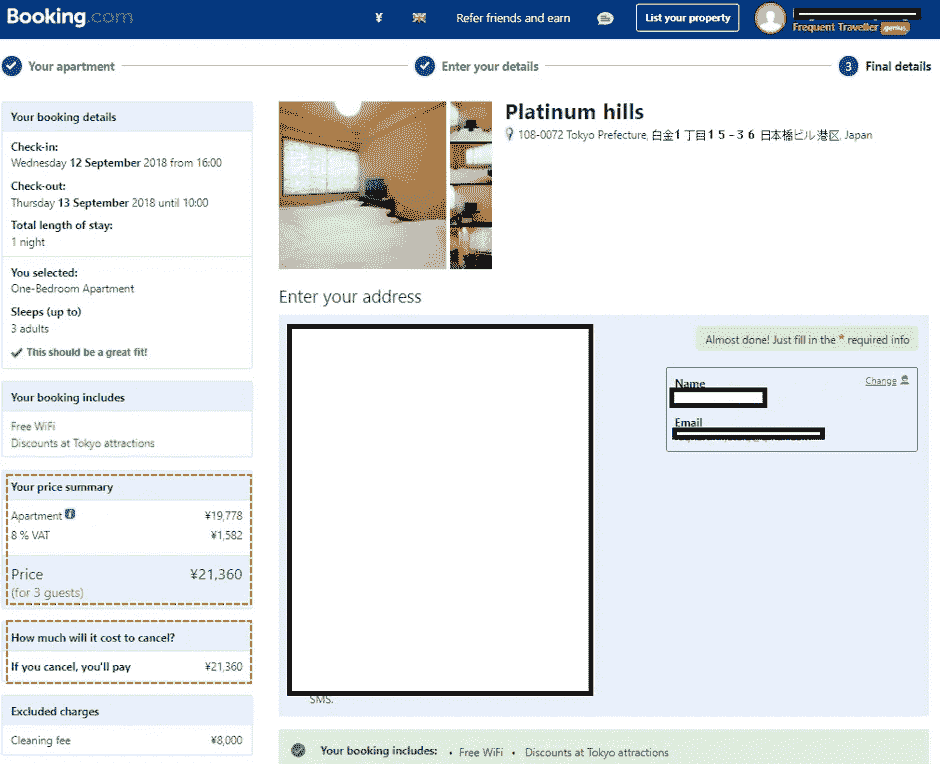 Booking.com
¥
Refer friends and earn
List your property
Frequent Traveller genius
Your apartment
Enter your details
3 Final details
Your booking details
Check-in:
Wednesday 12 September 2018 from 16:00
Check-out:
Thursday 13 September 2018 until 10:00
Total length of stay:
1 night
You selected:
One-Bedroom Apartment
Sleeps (up to)
3 adults
This should be a great fit!
Your booking includes
Free WiFi
Discounts at Tokyo attractions
Your price summary
Apartment ¥19,778
8 % VAT ¥1,582
Price ¥21,360
(for 3 guests)
How much will it cost to cancel?
If you cancel, you'll pay ¥21,360
Excluded charges
Cleaning fee ¥8,000
Platinum hills
108-0072 Tokyo Prefecture, 白金1丁目15-36 日本橋ビル 港区, Japan
Enter your address
Almost done! Just fill in the * required info
Name
Change
Email
SMS.
Your booking includes: • Free WiFi • Discounts at Tokyo attractions